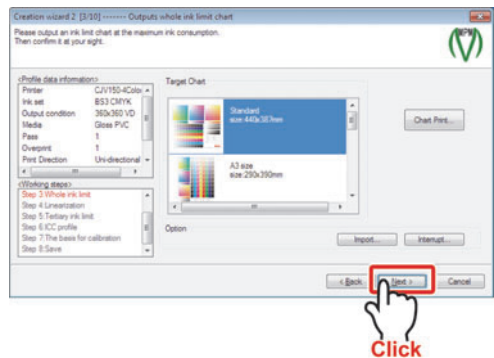 Creation wizard 2 [3/10] ------- Outputs whole ink limit chart
Please output an ink limit chart at the maximum ink consumption.
Then confirm it at your sight.
MPM
<Profile data information>
Printer CJV150-4Color
Ink set BS3 CMYK
Output condition 360x360 VD
Media Gloss PVC
Pass 1
Overprint 1
Print Direction Uni-directional
<Working steps>
Step 3:Whole ink limit
Step 4:Linearization
Step 5:Tertiary ink limit
Step 6:ICC profile
Step 7:The basis for calibration
Step 8:Save
Target Chart
Standard
size:440x387mm
A3 size
size:290x390mm
Chart Print...
Option
Import...
Interrupt...
< Back
Next >
Cancel
Click